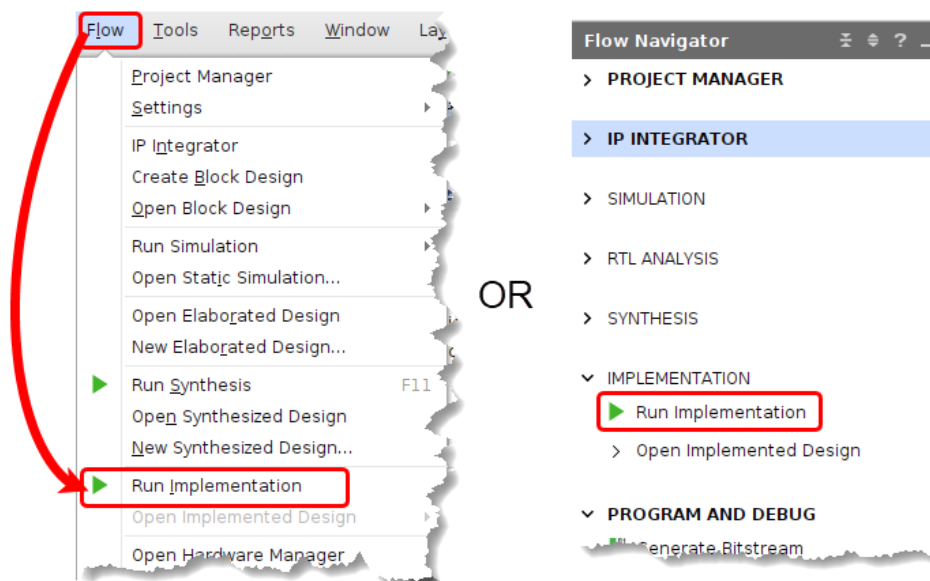 Flow Tools Reports Window Lay
Project Manager
Settings
IP Integrator
Create Block Design
Open Block Design
Run Simulation
Open Static Simulation...
Open Elaborated Design
New Elaborated Design...
Run Synthesis F11
Open Synthesized Design
New Synthesized Design...
Run Implementation
Open Implemented Design
Open Hardware Manager
OR
Flow Navigator ?
PROJECT MANAGER
IP INTEGRATOR
SIMULATION
RTL ANALYSIS
SYNTHESIS
IMPLEMENTATION
Run Implementation
Open Implemented Design
PROGRAM AND DEBUG
Generate Bitstream